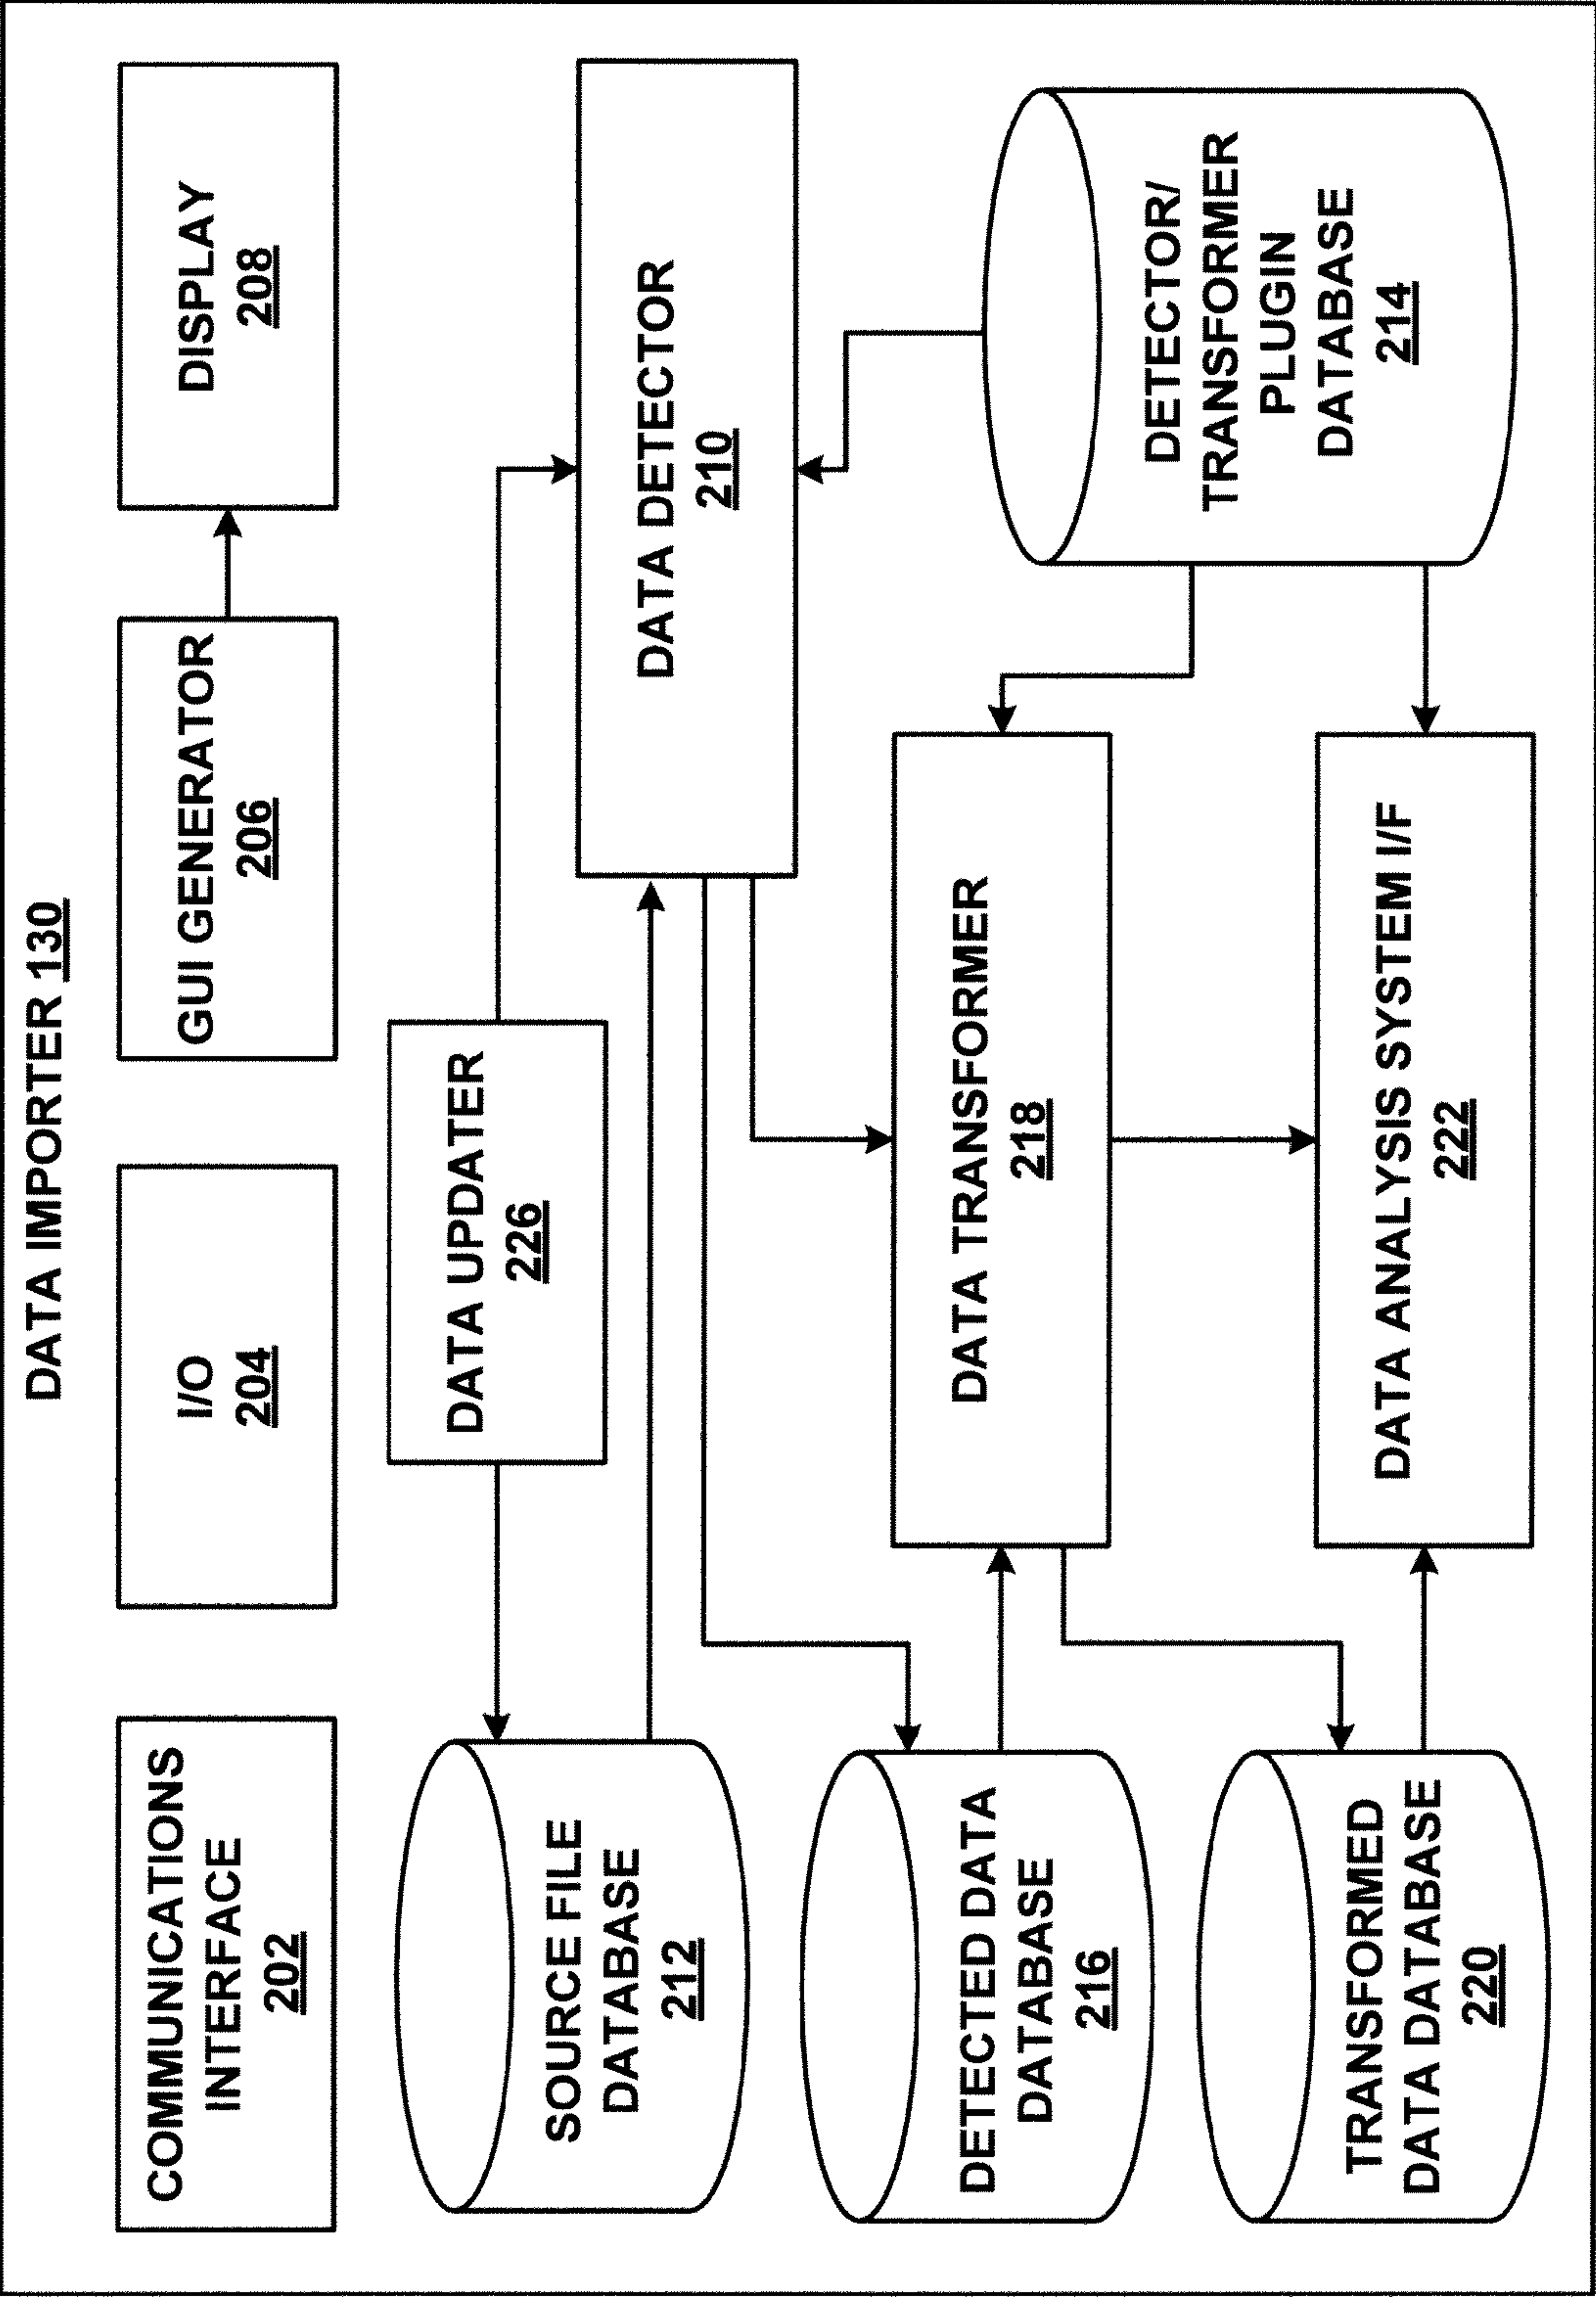 DATA IMPORTER 130
COMMUNICATIONS
INTERFACE
202
I/O
204
GUI GENERATOR
206
DISPLAY
208
DATA UPDATER
226
SOURCE FILE
DATABASE
212
DATA DETECTOR
210
DETECTED DATA
DATABASE
216
DATA TRANSFORMER
218
DETECTOR/
TRANSFORMER
PLUGIN
DATABASE
214
TRANSFORMED
DATA DATABASE
220
DATA ANALYSIS SYSTEM I/F
222